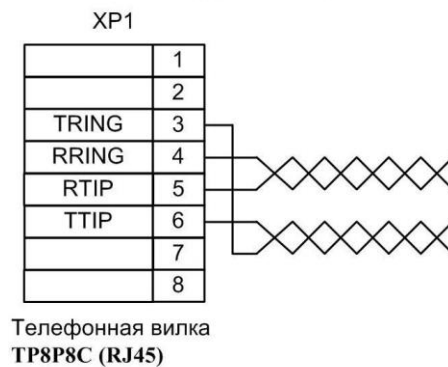 XP1
1
2
TRING 3
RRING 4
RTIP 5
TTIP 6
7
8
Телефонная вилка
TP8P8C (RJ45)